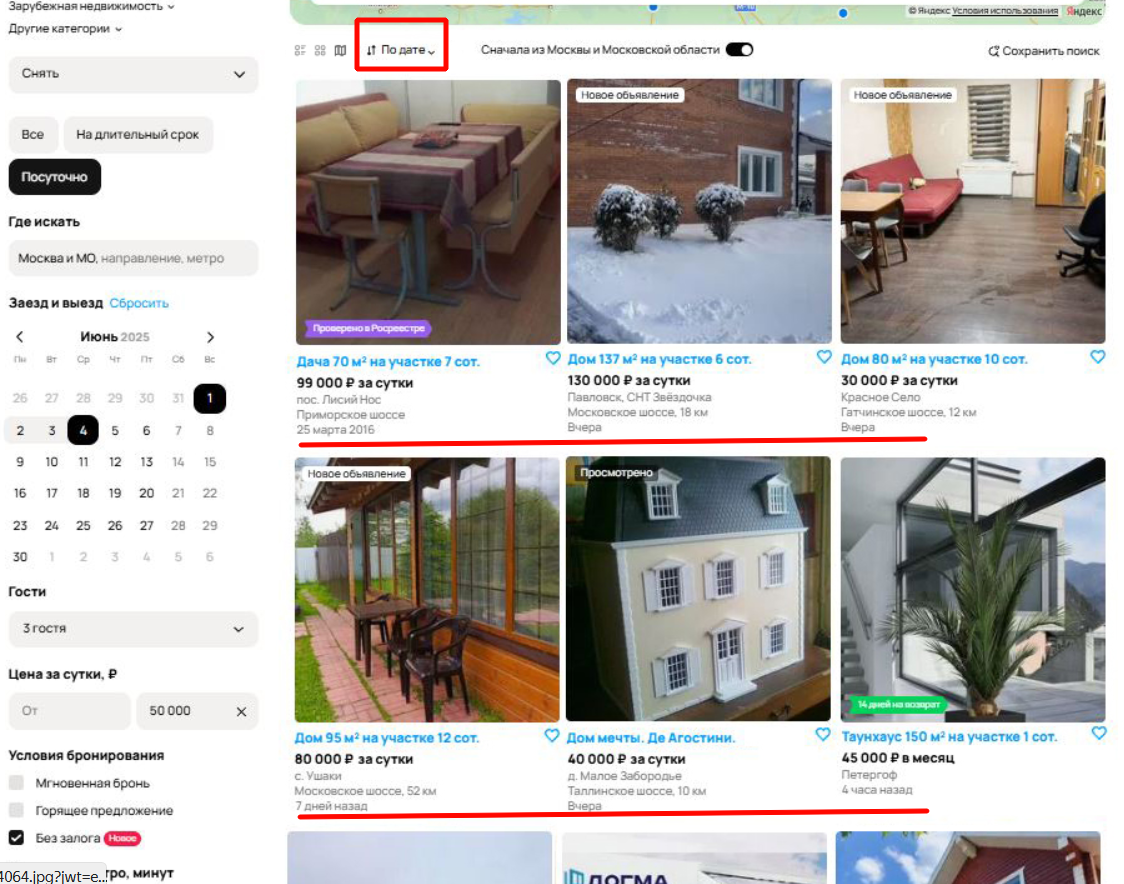 Зарубежная недвижимость
Другие категории
Снять
Все
На длительный срок
Посуточно
Где искать
Москва и МО, направление, метро
Заезд и выезд Сбросить
Июнь 2025
Пн Вт Ср Чт Пт Сб Вс
26 27 28 29 30 31 1
2 3 4 5 6 7 8
9 10 11 12 13 14 15
16 17 18 19 20 21 22
23 24 25 26 27 28 29
30 1 2 3 4 5 6
Гости
3 гостя
Цена за сутки, ₽
От
50 000
Условия бронирования
Мгновенная бронь
Горящее предложение
Без залога Новое
тро, минут
4064.jpg?jwt=e...
М-10
© Яндекс Условия использования Яндекс
По дате
Сначала из Москвы и Московской области
Сохранить поиск
Проверено в Росреестре
Дача 70 м² на участке 7 сот.
99 000 ₽ за сутки
пос. Лисий Нос
Приморское шоссе
25 марта 2016
Новое объявление
Дом 137 м² на участке 6 сот.
130 000 ₽ за сутки
Павловск, СНТ Звёздочка
Московское шоссе, 18 км
Вчера
Новое объявление
Дом 80 м² на участке 10 сот.
30 000 ₽ за сутки
Красное Село
Гатчинское шоссе, 12 км
Вчера
Новое объявление
Дом 95 м² на участке 12 сот.
80 000 ₽ за сутки
с. Ушаки
Московское шоссе, 52 км
7 дней назад
Просмотрено
Дом мечты. Де Агостини.
40 000 ₽ за сутки
д. Малое Забородье
Таллинское шоссе, 10 км
Вчера
14 дней на возврат
Таунхаус 150 м² на участке 1 сот.
45 000 ₽ в месяц
Петергоф
4 часа назад
ДОГМА